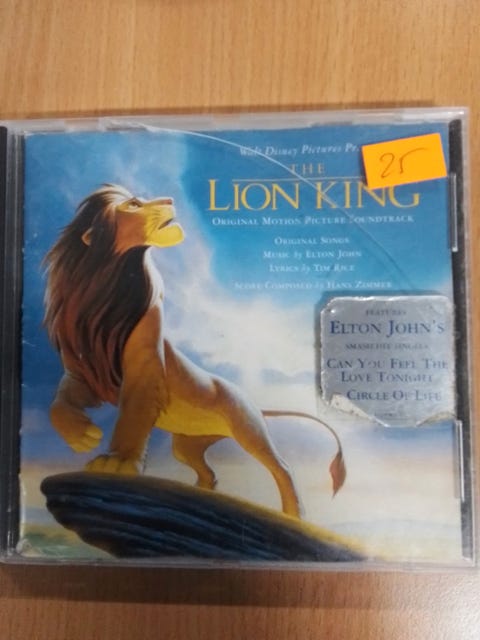 Walt Disney Pictures Pr
25
THE
LION KING
ORIGINAL MOTION PICTURE SOUNDTRACK
ORIGINAL SONGS
MUSIC by ELTON JOHN
LYRICS by TIM RICE
SCORE COMPOSED by HANS ZIMMER
FEATURES
ELTON JOHN'S
SMASH HIT SINGLES
CAN YOU FEEL THE
LOVE TONIGHT
CIRCLE OF LIFE